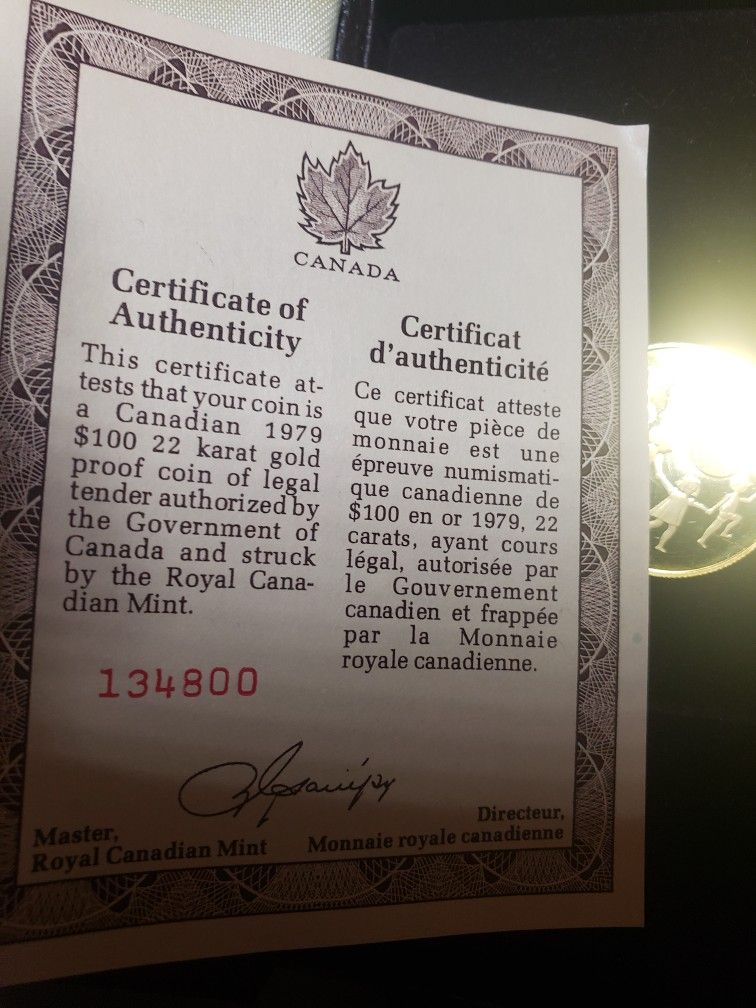 CANADA
Certificate of
Authenticity
This certificate at-
tests that your coin is
a Canadian 1979
$100 22 karat gold
proof coin of legal
tender authorized by
the Government of
Canada and struck
by the Royal Cana-
dian Mint.
134800
Certificat
d'authenticité
Ce certificat atteste
que votre pièce de
monnaie est une
épreuve numismati-
que canadienne de
$100 en or 1979, 22
carats, ayant cours
légal, autorisée par
le Gouvernement
canadien et frappée
par la Monnaie
royale canadienne.
Master,
Royal Canadian Mint
Directeur,
Monnaie royale canadienne